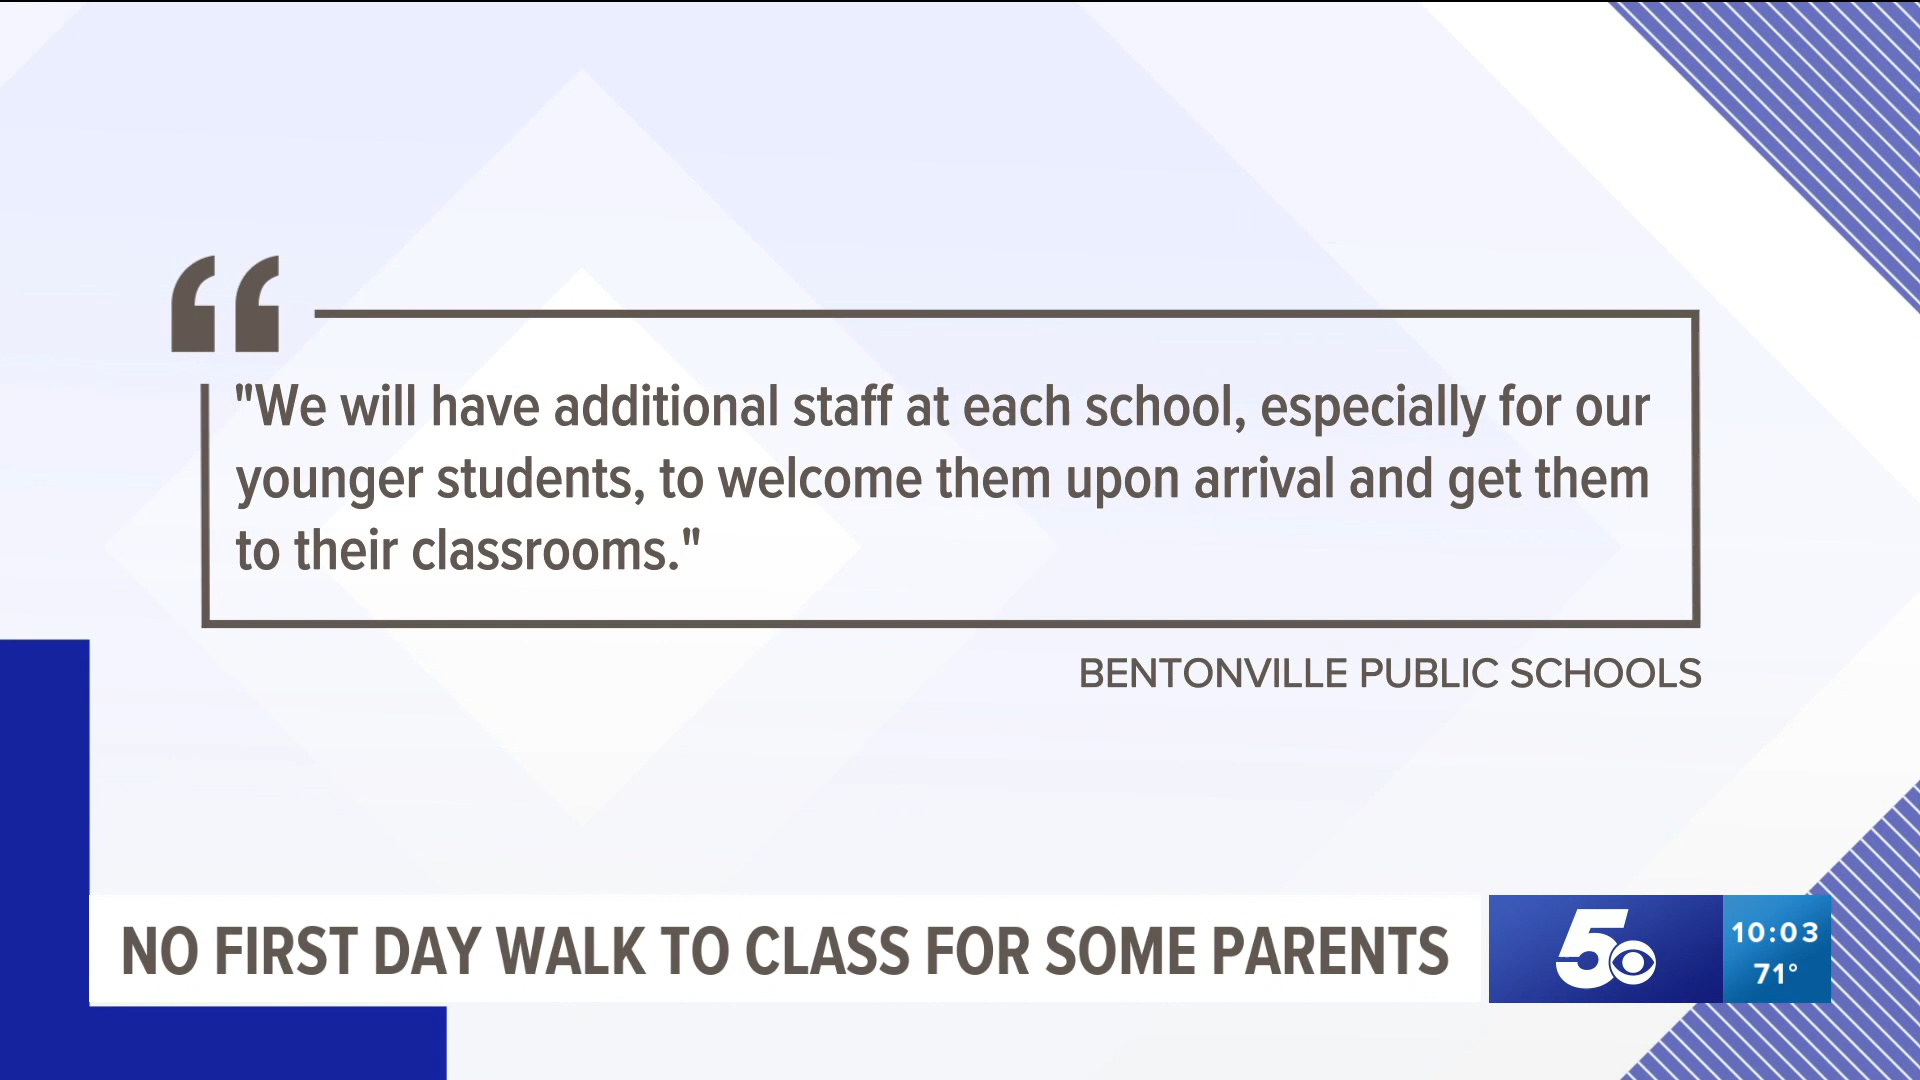 "We will have additional staff at each school, especially for our
younger students, to welcome them upon arrival and get them
to their classrooms."
BENTONVILLE PUBLIC SCHOOLS
NO FIRST DAY WALK TO CLASS FOR SOME PARENTS
5
10:03
71°